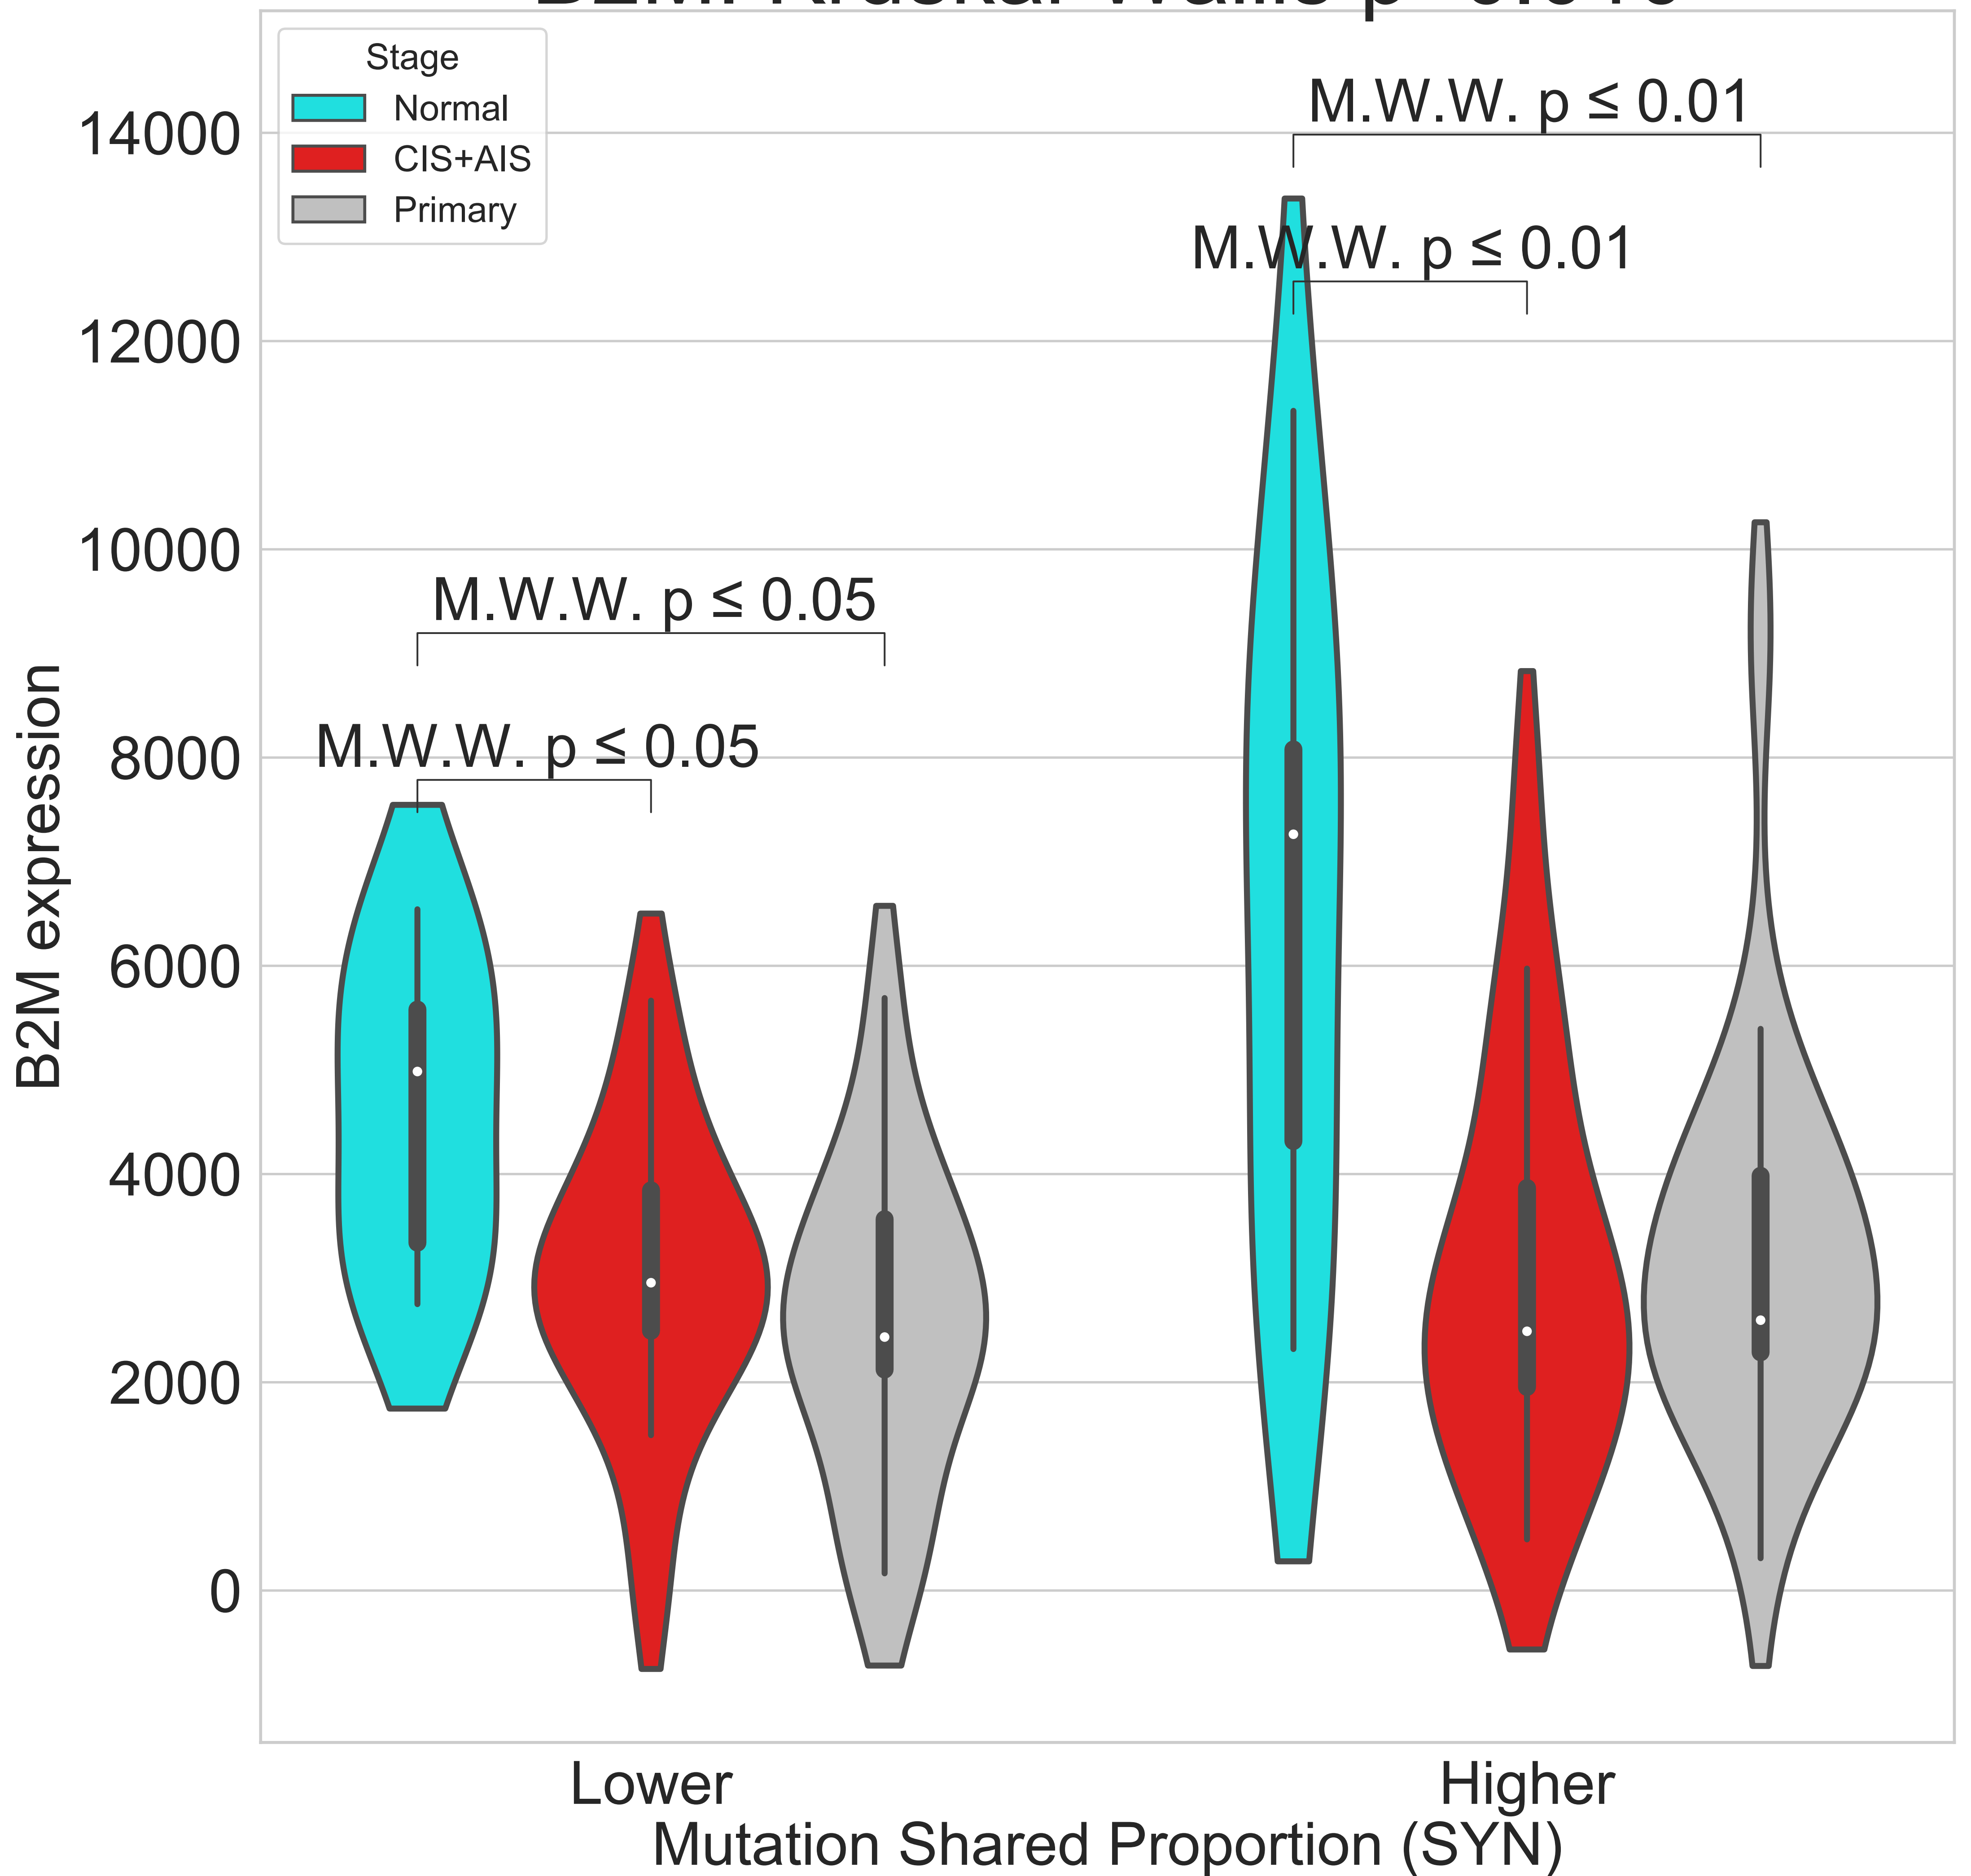 Stage
Normal
CIS+AIS
Primary
M.W.W. p ≤ 0.01
M.W.W. p ≤ 0.01
M.W.W. p ≤ 0.05
M.W.W. p ≤ 0.05
14000
12000
10000
8000
6000
4000
2000
0
B2M expression
Lower
Higher
Mutation Shared Proportion (SYN)